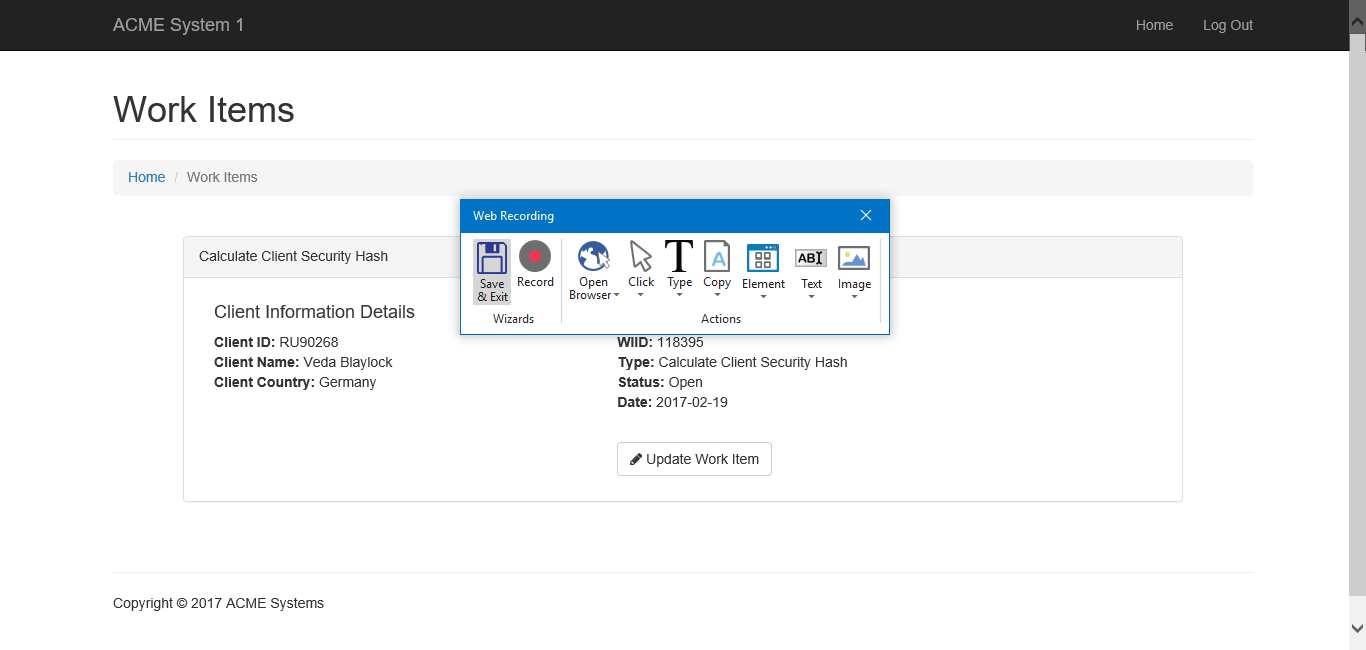 ACME System 1
Home
Log Out
Work Items
Home / Work Items
Web Recording
Calculate Client Security Hash
Save & Exit
Record
Open Browser
Click
Type
Copy
Element
Text
Image
Wizards
Actions
Client Information Details
Client ID: RU90268
Client Name: Veda Blaylock
Client Country: Germany
WIID: 118395
Type: Calculate Client Security Hash
Status: Open
Date: 2017-02-19
Update Work Item
Copyright © 2017 ACME Systems